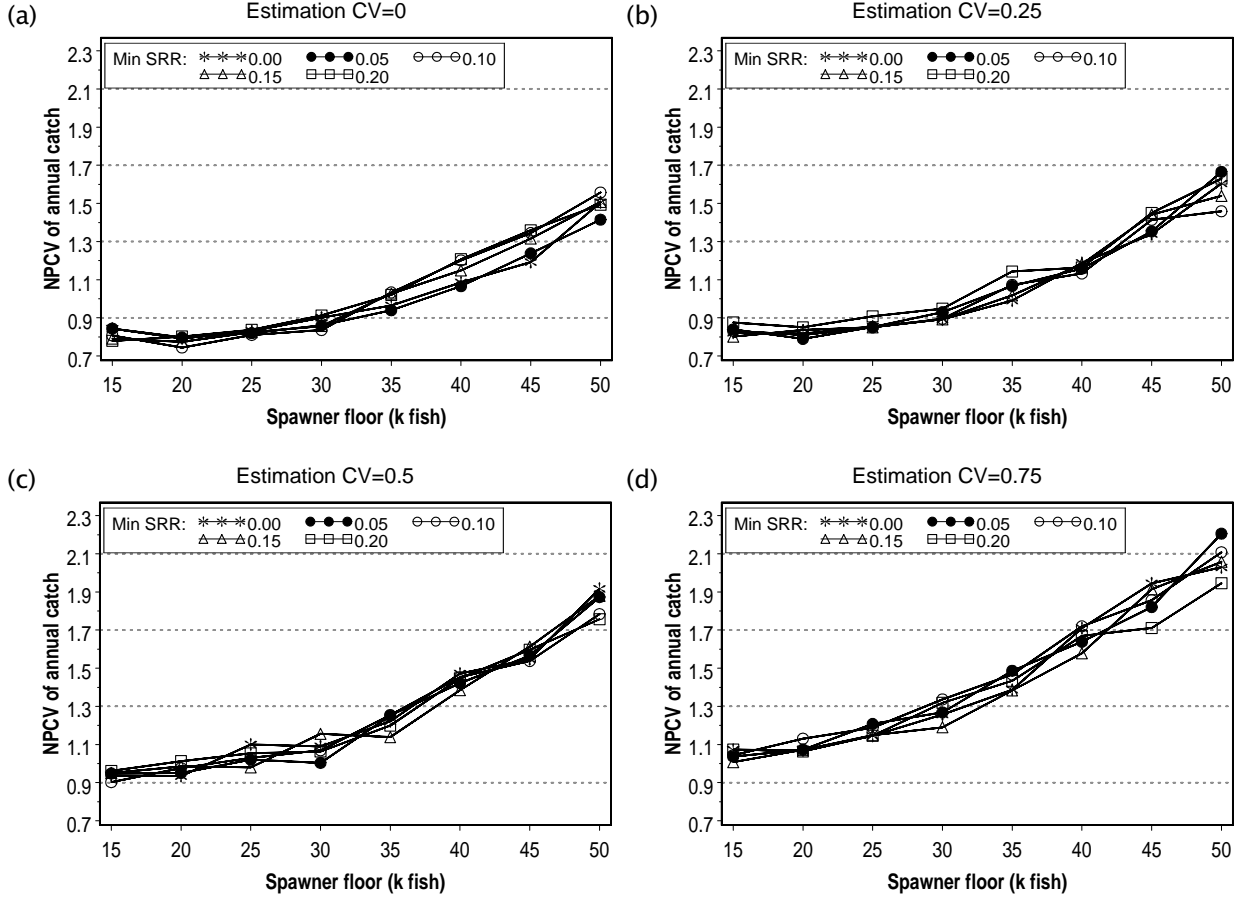 (a)
Estimation CV=0
NPCV of annual catch
2.3
2.1
1.9
1.7
1.5
1.3
1.1
0.9
0.7
Min SRR: 0.00 0.05 0.10
0.15 0.20
15 20 25 30 35 40 45 50
Spawner floor (k fish)
(b)
Estimation CV=0.25
NPCV of annual catch
2.3
2.1
1.9
1.7
1.5
1.3
1.1
0.9
0.7
Min SRR: 0.00 0.05 0.10
0.15 0.20
15 20 25 30 35 40 45 50
Spawner floor (k fish)
(c)
Estimation CV=0.5
NPCV of annual catch
2.3
2.1
1.9
1.7
1.5
1.3
1.1
0.9
0.7
Min SRR: 0.00 0.05 0.10
0.15 0.20
15 20 25 30 35 40 45 50
Spawner floor (k fish)
(d)
Estimation CV=0.75
NPCV of annual catch
2.3
2.1
1.9
1.7
1.5
1.3
1.1
0.9
0.7
Min SRR: 0.00 0.05 0.10
0.15 0.20
15 20 25 30 35 40 45 50
Spawner floor (k fish)